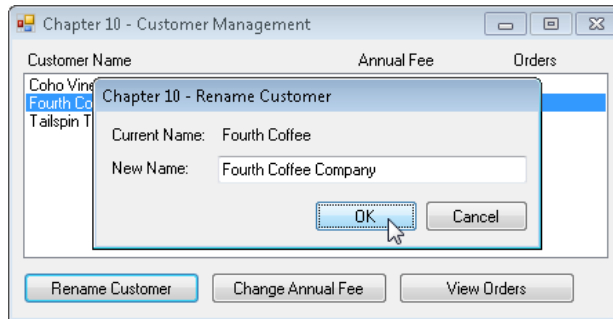 Chapter 10 - Customer Management
Customer Name Annual Fee Orders
Coho Vine
Fourth Co
Tailspin T
Chapter 10 - Rename Customer
Current Name: Fourth Coffee
New Name: Fourth Coffee Company
OK Cancel
Rename Customer Change Annual Fee View Orders